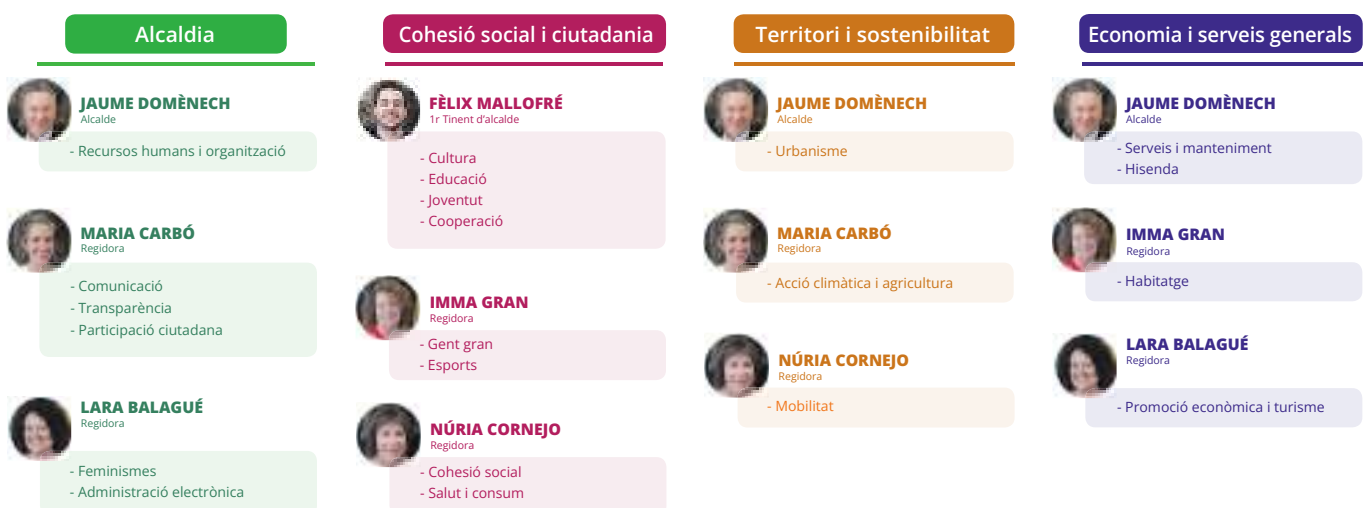 Alcaldia
JAUME DOMÈNECH
Alcalde
- Recursos humans i organització
MARIA CARBÓ
Regidora
- Comunicació
- Transparència
- Participació ciutadana
LARA BALAGUÉ
Regidora
- Feminismes
- Administració electrònica
Cohesió social i ciutadania
FÈLIX MALLOFRÉ
1r Tinent d'alcalde
- Cultura
- Educació
- Joventut
- Cooperació
IMMA GRAN
Regidora
- Gent gran
- Esports
NÚRIA CORNEJO
Regidora
- Cohesió social
- Salut i consum
Territori i sostenibilitat
JAUME DOMÈNECH
Alcalde
- Urbanisme
MARIA CARBÓ
Regidora
- Acció climàtica i agricultura
NÚRIA CORNEJO
Regidora
- Mobilitat
Economia i serveis generals
JAUME DOMÈNECH
Alcalde
- Serveis i manteniment
- Hisenda
IMMA GRAN
Regidora
- Habitatge
LARA BALAGUÉ
Regidora
- Promoció econòmica i turisme